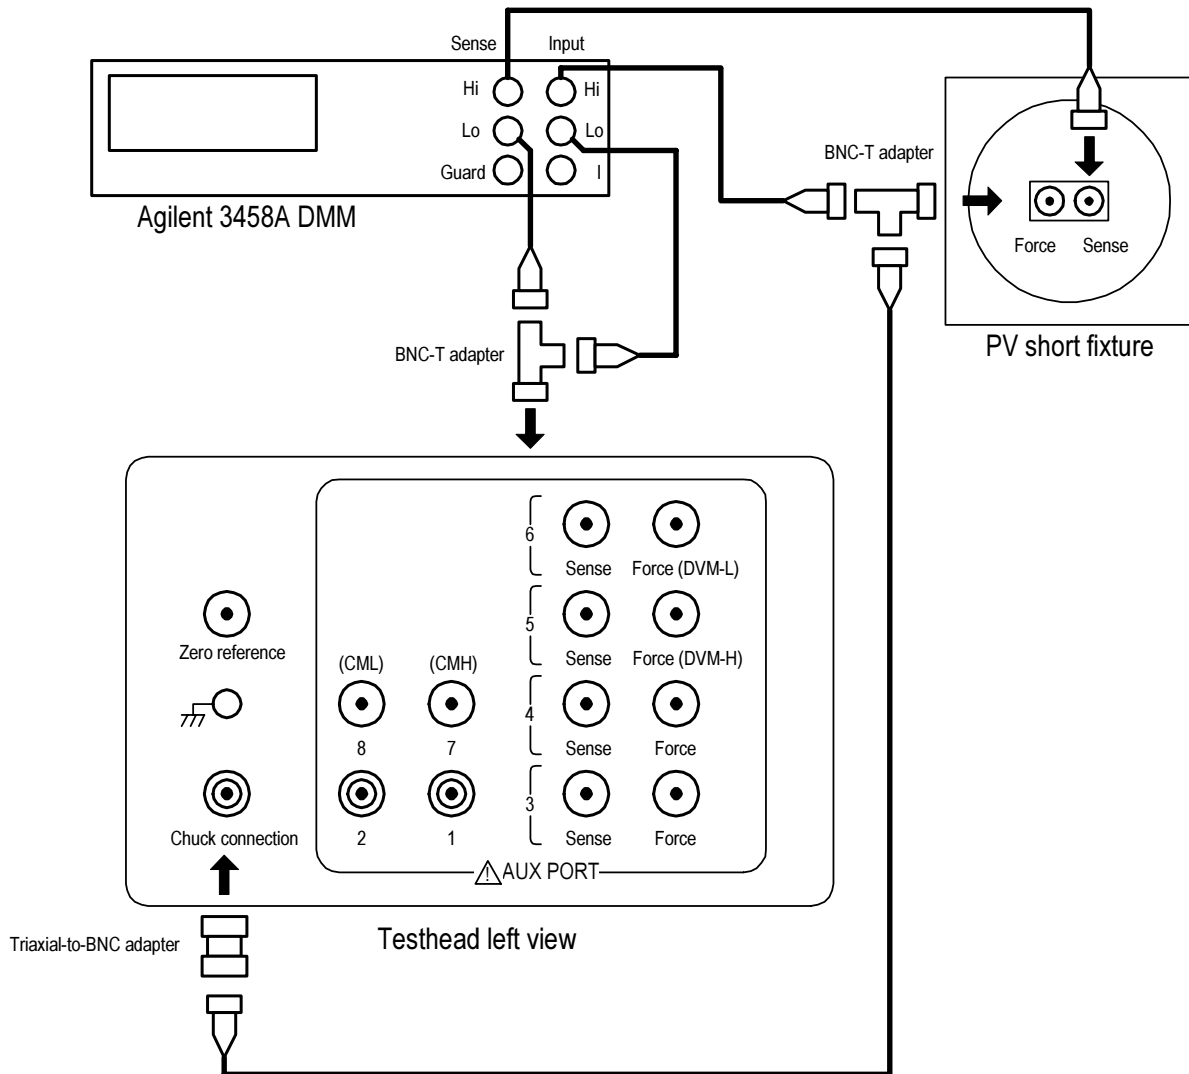 Sense Input
Hi Hi
Lo Lo
Guard I
Agilent 3458A DMM
BNC-T adapter
Force Sense
PV short fixture
BNC-T adapter
6
Sense Force (DVM-L)
5
Sense Force (DVM-H)
Zero reference
(CML) (CMH)
4
8 7 Sense Force
3
Chuck connection 2 1 Sense Force
AUX PORT
Triaxial-to-BNC adapter
Testhead left view